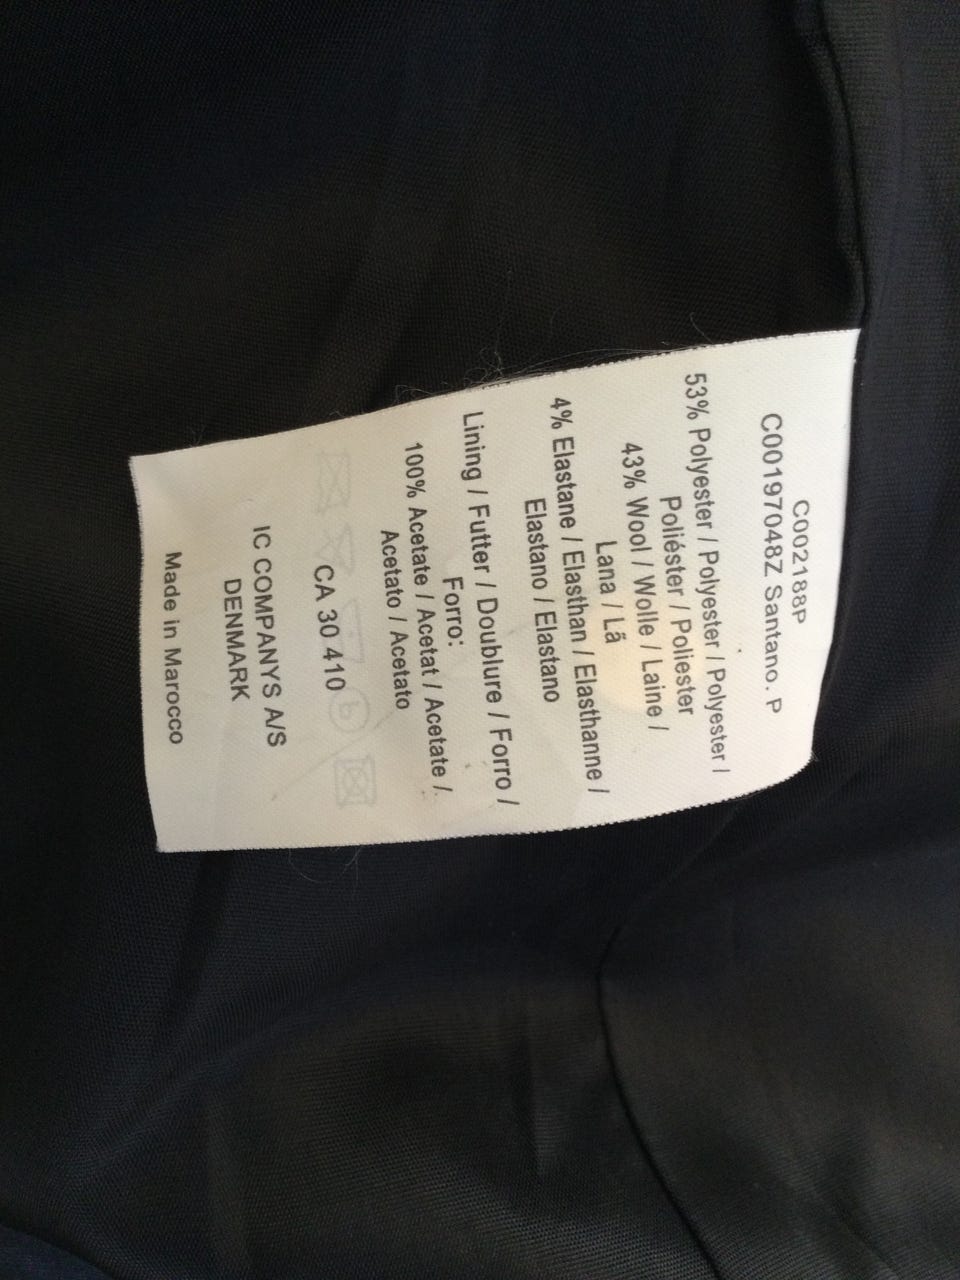 C002188P
C00197048Z Santano. P
53% Polyester / Polyester / Polyester /
Poliéster / Poliester
43% Wool / Wolle / Laine /
Lana / Lã
4% Elastane / Elasthan / Elasthanne /
Elastano / Elastano
Lining / Futter / Doublure / Forro /
Forro:
100% Acetate / Acetat / Acetate /
Acetato / Acetato
CA 30 410
IC COMPANYS A/S
DENMARK
Made in Marocco